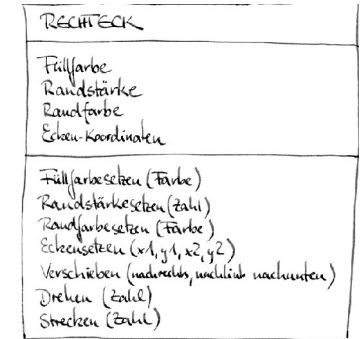 RECHTECK
Füllfarbe
Randstärke
Randfarbe
Ecken-Koordinaten
Füllfarbesetzen (Farbe)
Randstärkesetzen (Zahl)
Randfarbesetzen (Farbe)
Eckensetzen (x1, y1, x2, y2)
Verschieben (nachrechts, nachlinks nachunten)
Drehen (Zahl)
Strecken (Zahl)